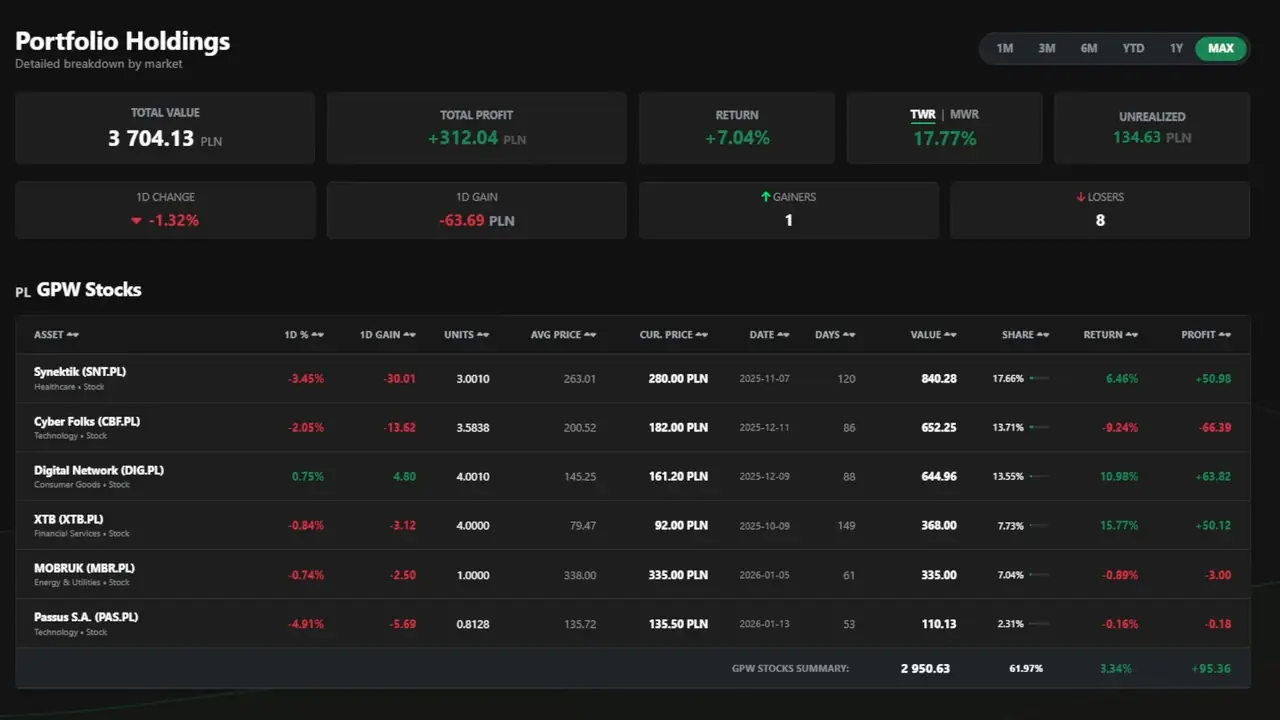 Portfolio Holdings
Detailed breakdown by market
1M 3M 6M YTD 1Y MAX
TOTAL VALUE
3 704.13 PLN
TOTAL PROFIT
+312.04 PLN
RETURN
+7.04%
TWR | MWR
17.77%
UNREALIZED
134.63 PLN
1D CHANGE
-1.32%
1D GAIN
-63.69 PLN
GAINERS
1
LOSERS
8
PL GPW Stocks
ASSET 1D % 1D GAIN UNITS AVG PRICE CUR. PRICE DATE DAYS VALUE SHARE RETURN PROFIT
Synektik (SNT.PL) -3.45% -30.01 3.0010 263.01 280.00 PLN 2025-11-07 120 840.28 17.66% 6.46% +50.98
Healthcare • Stock
Cyber Folks (CBF.PL) -2.05% -13.62 3.5838 200.52 182.00 PLN 2025-12-11 86 652.25 13.71% -9.24% -66.39
Technology • Stock
Digital Network (DIG.PL) 0.75% 4.80 4.0010 145.25 161.20 PLN 2025-12-09 88 644.96 13.55% 10.98% +63.82
Consumer Goods • Stock
XTB (XTB.PL) -0.84% -3.12 4.0000 79.47 92.00 PLN 2025-10-09 149 368.00 7.73% 15.77% +50.12
Financial Services • Stock
MOBRUK (MBR.PL) -0.74% -2.50 1.0000 338.00 335.00 PLN 2026-01-05 61 335.00 7.04% -0.89% -3.00
Energy & Utilities • Stock
Passus S.A. (PAS.PL) -4.91% -5.69 0.8128 135.72 135.50 PLN 2026-01-13 53 110.13 2.31% -0.16% -0.18
Technology • Stock
GPW STOCKS SUMMARY: 2 950.63 61.97% 3.34% +95.36